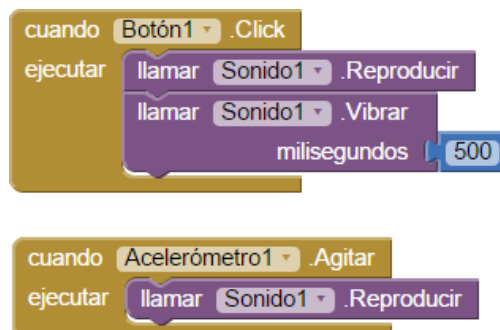 cuando Botón1 .Click
ejecutar llamar Sonido1 .Reproducir
llamar Sonido1 .Vibrar
milisegundos 500
cuando Acelerómetro1 .Agitar
ejecutar llamar Sonido1 .Reproducir